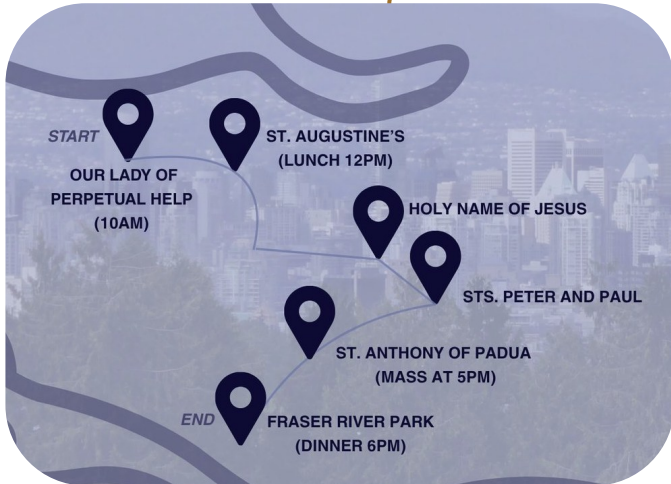 START
OUR LADY OF
PERPETUAL HELP
(10AM)
ST. AUGUSTINE'S
(LUNCH 12PM)
HOLY NAME OF JESUS
STS. PETER AND PAUL
ST. ANTHONY OF PADUA
(MASS AT 5PM)
END
FRASER RIVER PARK
(DINNER 6PM)